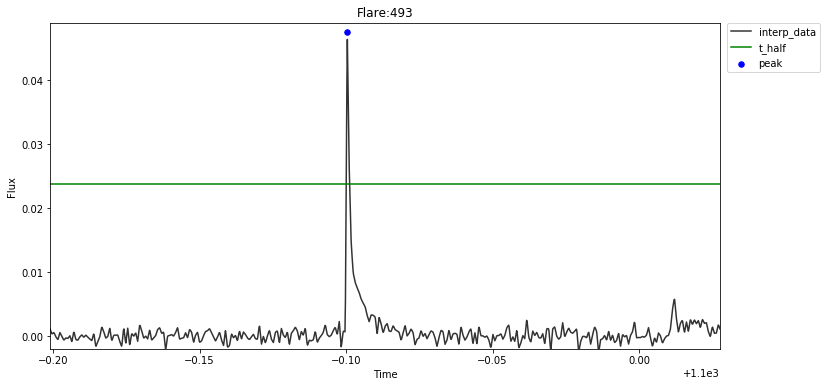 Flare:493
interp_data
t_half
peak
Flux
0.04
0.03
0.02
0.01
0.00
−0.20
−0.15
−0.10
−0.05
0.00
Time
+1.1e3